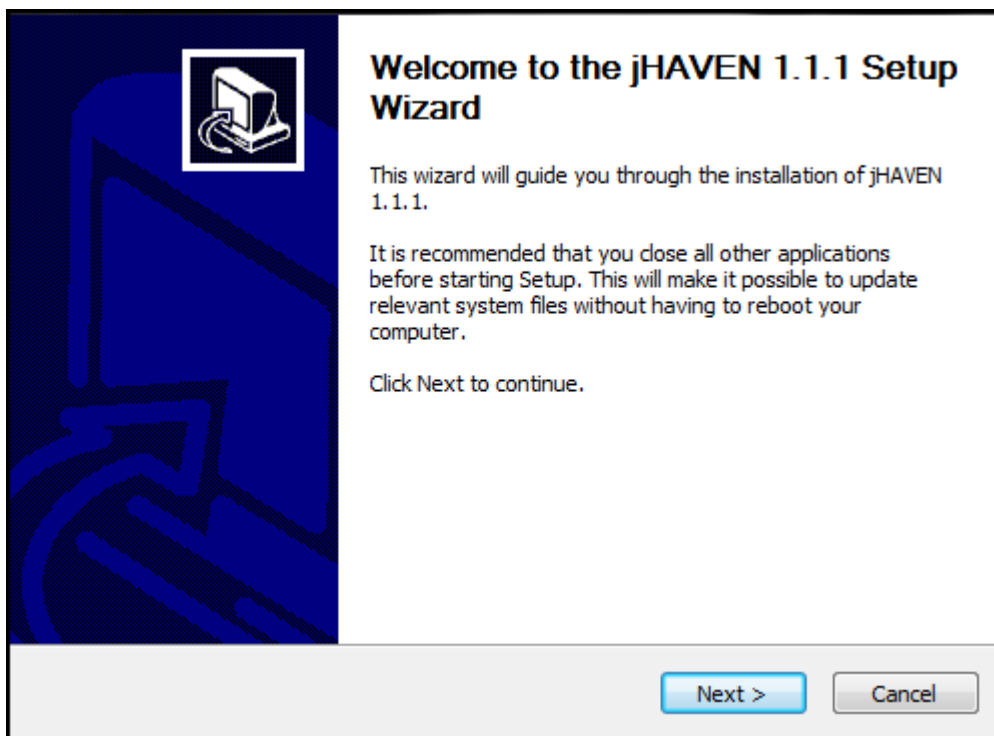 Welcome to the jHAVEN 1.1.1 Setup
Wizard
This wizard will guide you through the installation of jHAVEN
1.1.1.
It is recommended that you close all other applications
before starting Setup. This will make it possible to update
relevant system files without having to reboot your
computer.
Click Next to continue.
Next >
Cancel